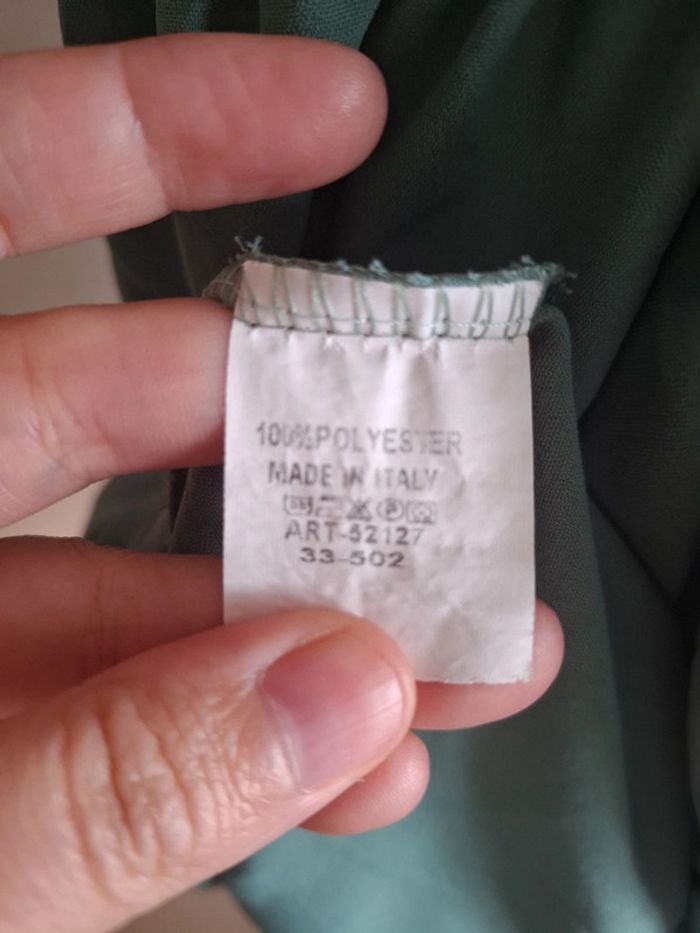 100%POLYESTER
MADE IN ITALY
ART-52127
33-502